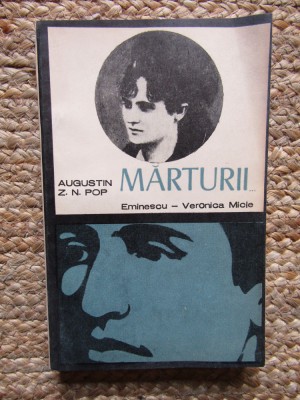 AUGUSTIN
Z. N. POP
MĂRTURII...
Eminescu – Veronica Micle